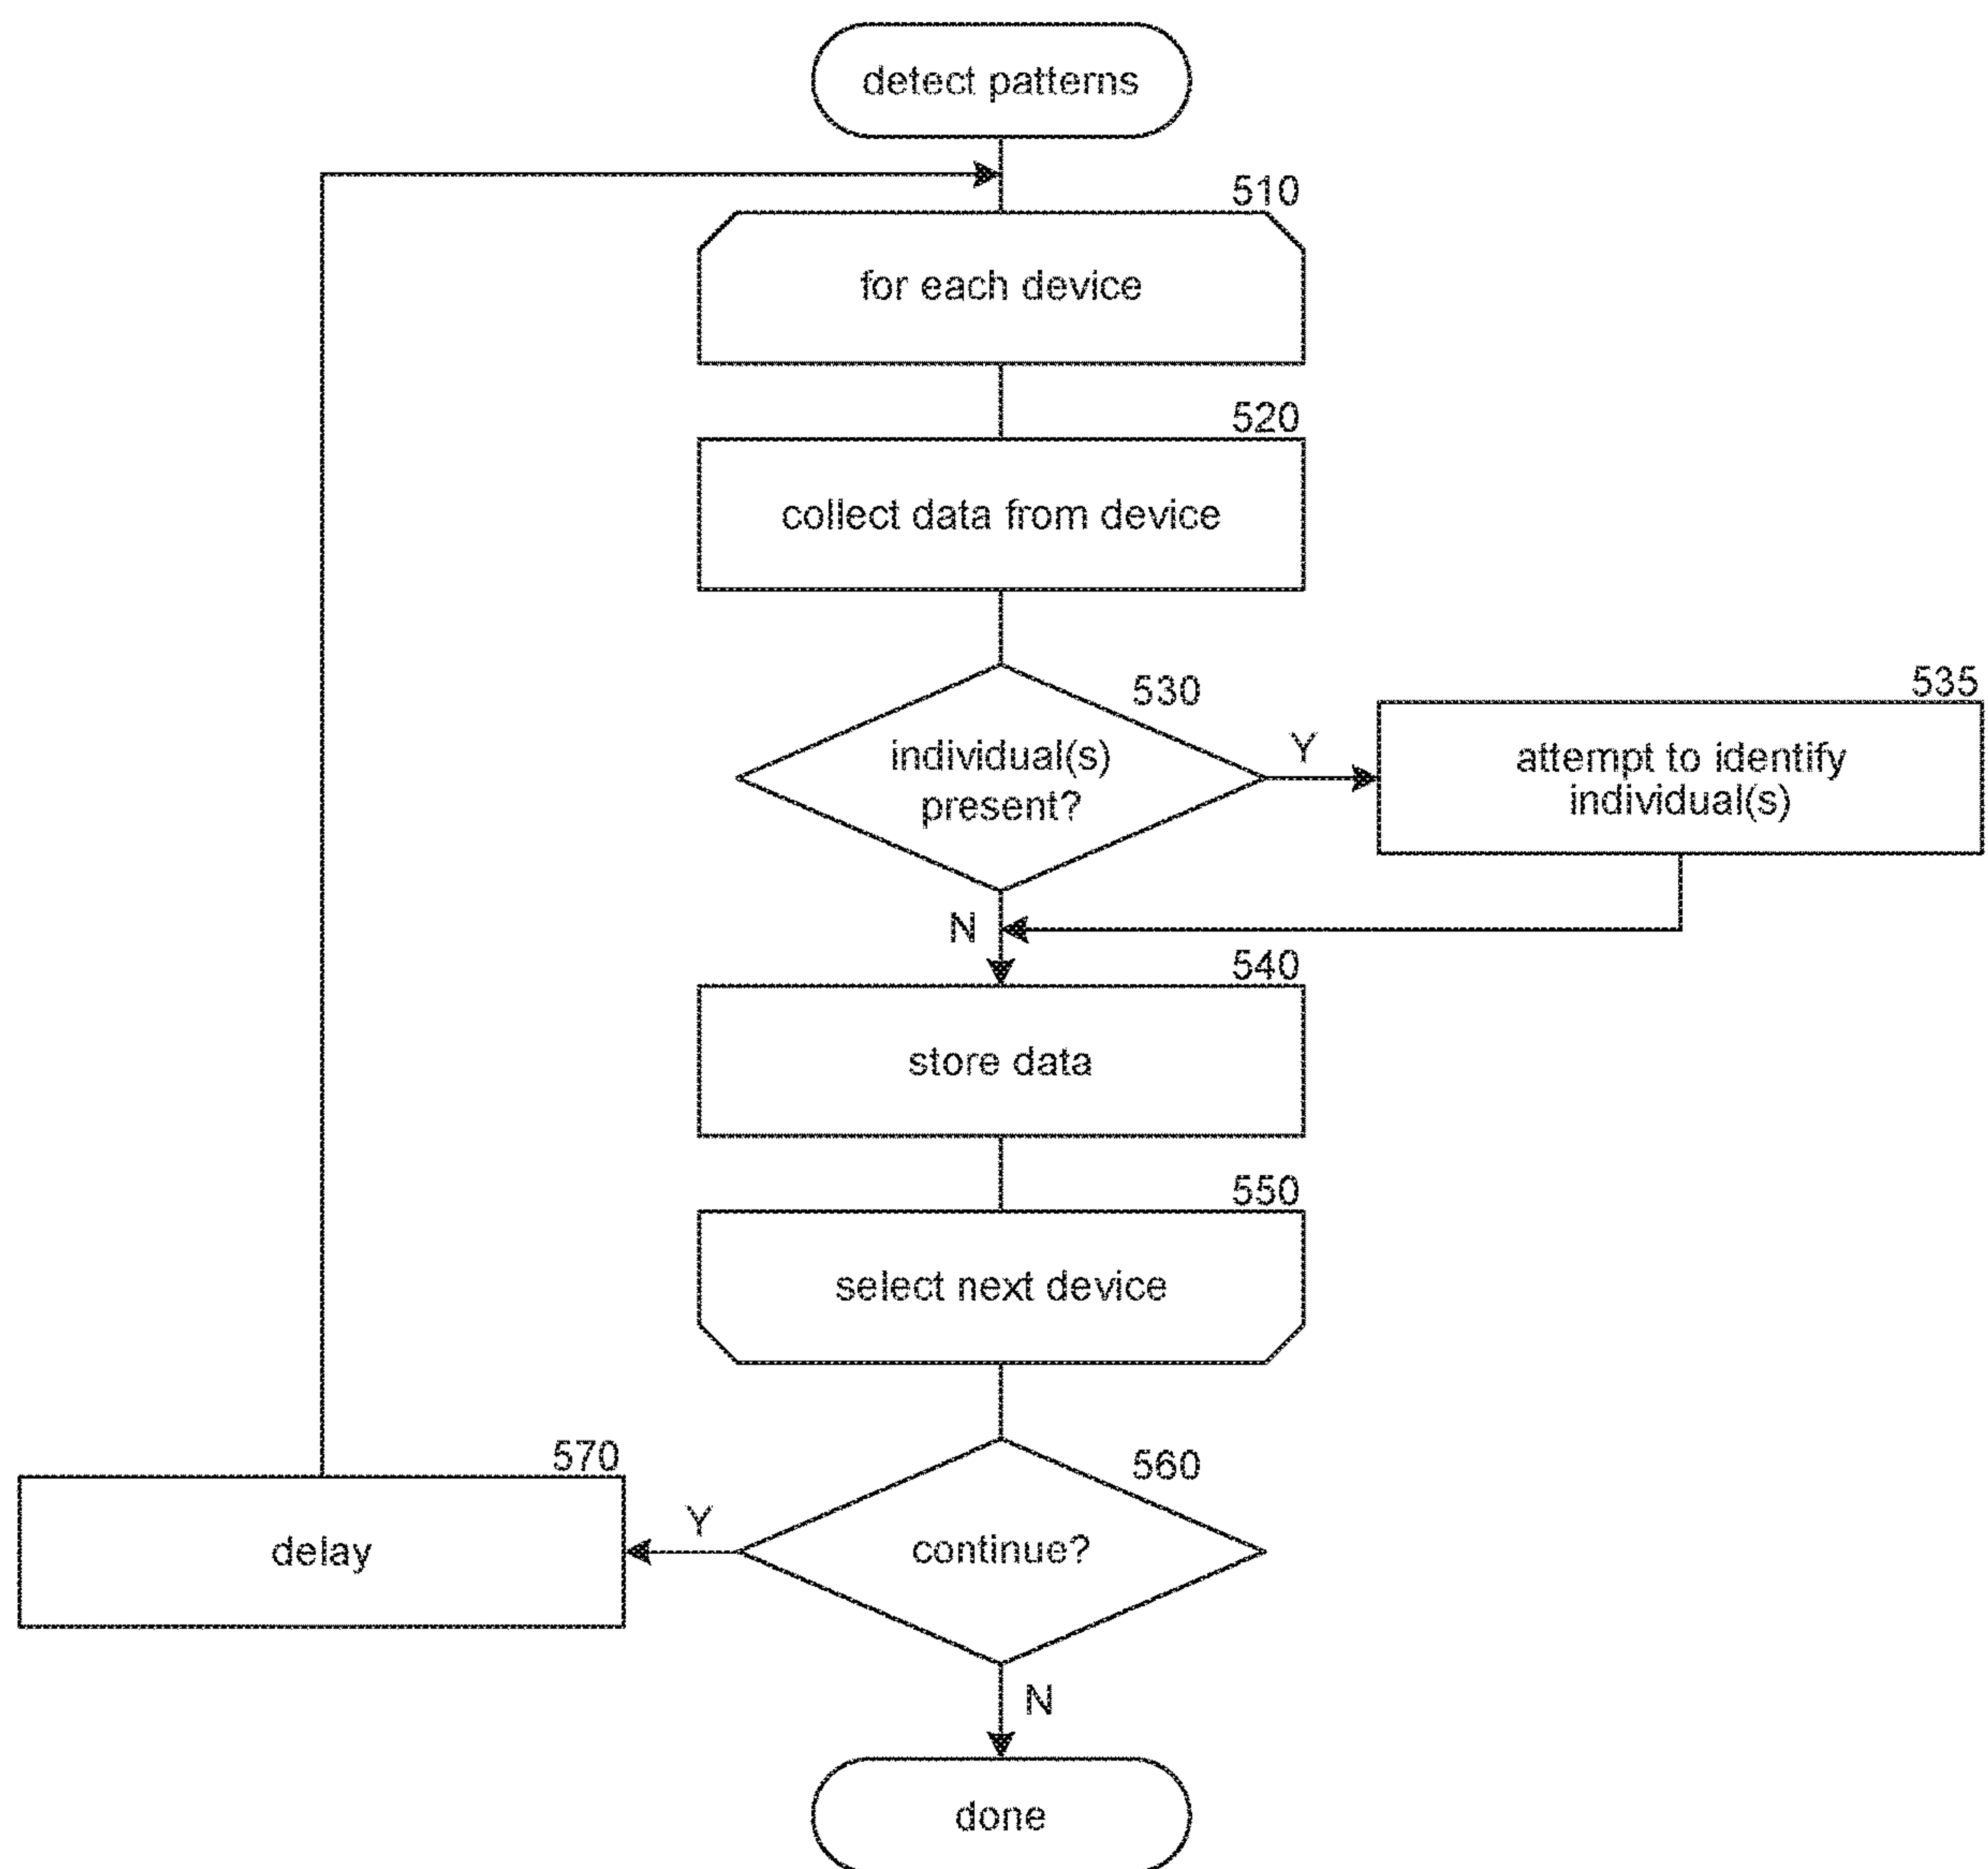 detect patterns
510
for each device
520
collect data from device
530
individual(s)
present?
Y
535
attempt to identify
individual(s)
N
540
store data
550
select next device
560
continue?
Y
570
delay
N
done